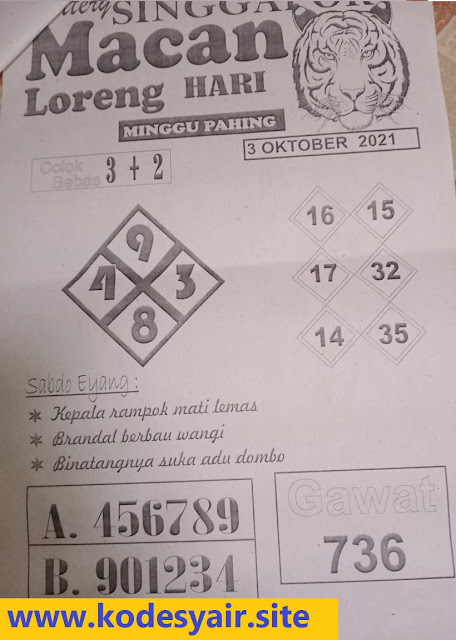 SINGGAPOR
Macan
Loreng HARI
MINGGU PAHING
3 OKTOBER 2021
Colok
Bebas 3 + 2
9
4 3
8
16 15
17 32
14 35
Sabdo Eyang :
Kepala rampok mati lemas
Brandal berbau wangi
Binatangnya suka adu dombo
A. 456789
B. 901234
Gawat
736
www.kodesyair.site